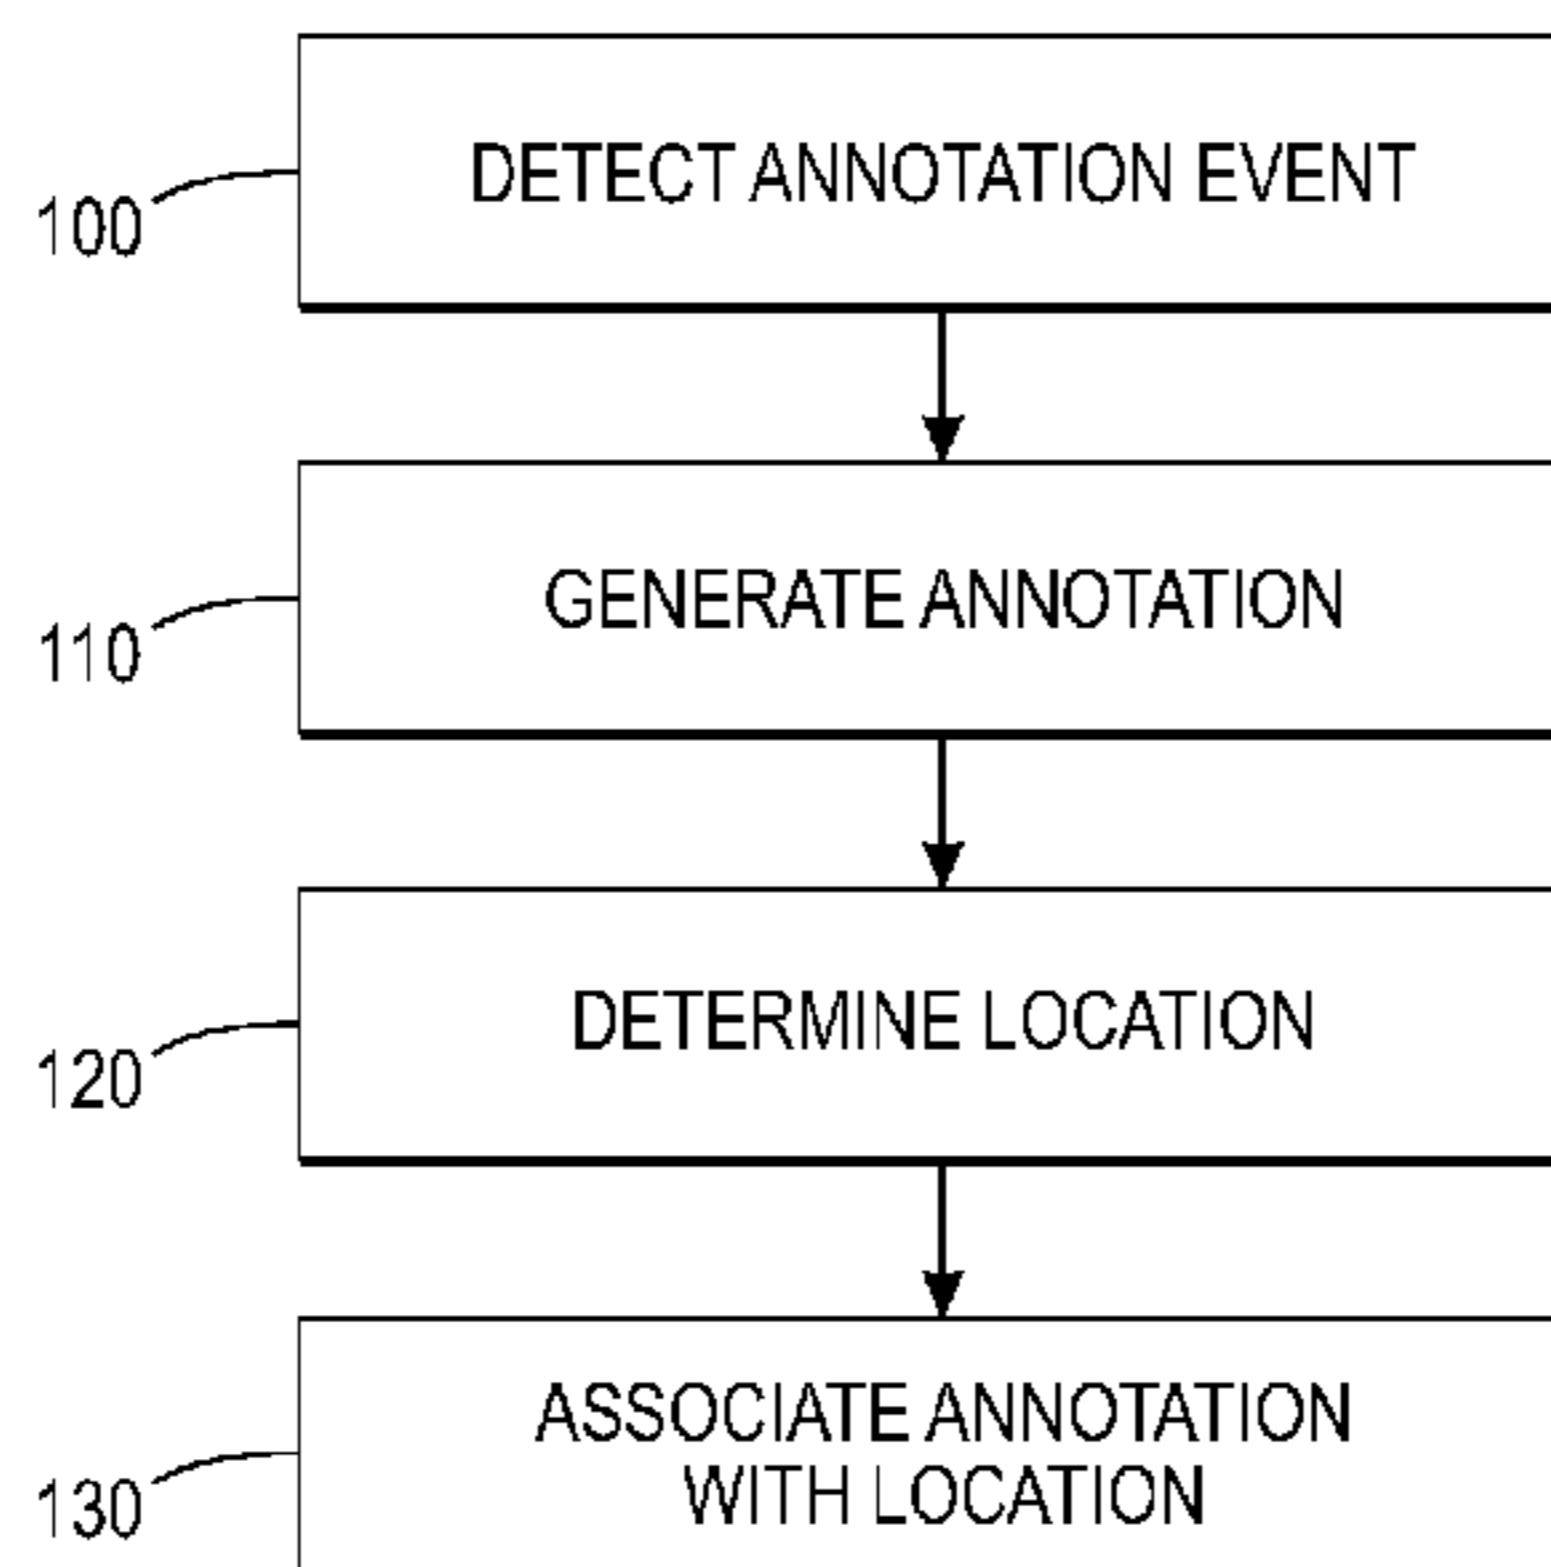 DETECT ANNOTATION EVENT
100
GENERATE ANNOTATION
110
DETERMINE LOCATION
120
ASSOCIATE ANNOTATION
WITH LOCATION
130